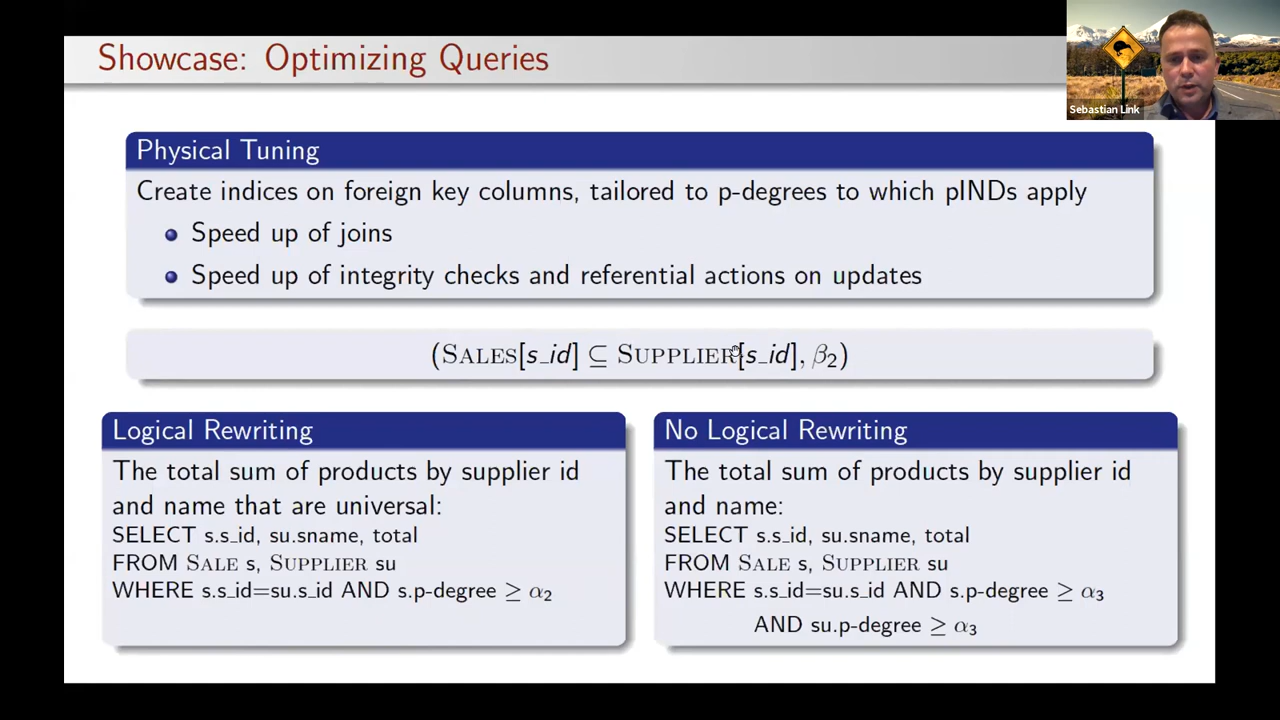 Showcase: Optimizing Queries
Sebastian Link
Physical Tuning
Create indices on foreign key columns, tailored to p-degrees to which pINDs apply
Speed up of joins
Speed up of integrity checks and referential actions on updates
(SALES[s_id] ⊆ SUPPLIER[s_id], β₂)
Logical Rewriting
The total sum of products by supplier id
and name that are universal:
SELECT s.s_id, su.sname, total
FROM SALE s, SUPPLIER su
WHERE s.s_id=su.s_id AND s.p-degree ≥ α₂
No Logical Rewriting
The total sum of products by supplier id
and name:
SELECT s.s_id, su.sname, total
FROM SALE s, SUPPLIER su
WHERE s.s_id=su.s_id AND s.p-degree ≥ α₃
AND su.p-degree ≥ α₃